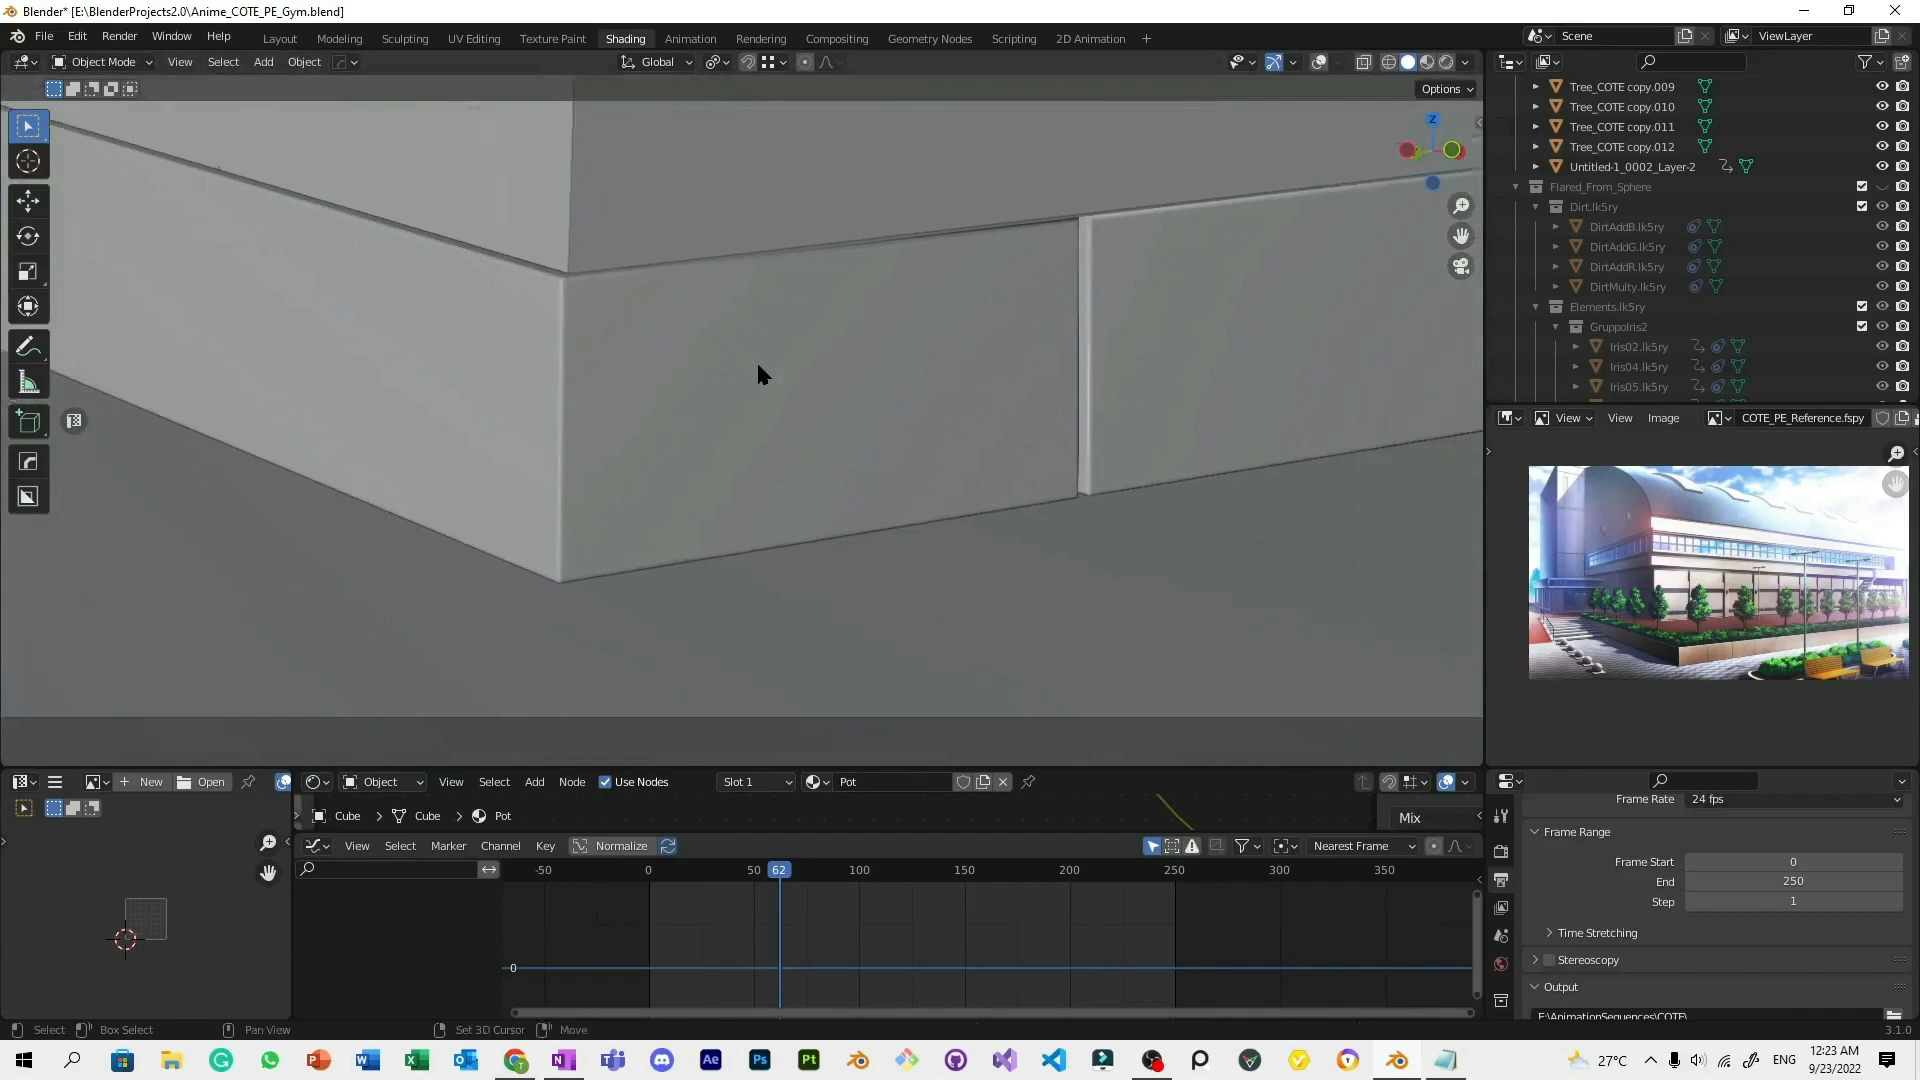 Blender* [E:\BlenderProjects2.0\Anime_COTE_PE_Gym.blend]
File Edit Render Window Help Layout Modeling Sculpting UV Editing Texture Paint Shading Animation Rendering Compositing Geometry Nodes Scripting 2D Animation + Scene ViewLayer
Object Mode View Select Add Object Global
Options
Z
Tree_COTE copy.009
Tree_COTE copy.010
Tree_COTE copy.011
Tree_COTE copy.012
Untitled-1_0002_Layer-2
Flared_From_Sphere
Dirt.lk5ry
DirtAddB.lk5ry
DirtAddG.lk5ry
DirtAddR.lk5ry
DirtMulty.lk5ry
Elements.lk5ry
GruppoIris2
Iris02.lk5ry
Iris04.lk5ry
Iris05.lk5ry
View View Image COTE_PE_Reference.fspy
New Open Object View Select Add Node Use Nodes Slot 1 Pot
Cube > Cube > Pot Mix
View Select Marker Channel Key Normalize Nearest Frame
-50 0 50 62 100 150 200 250 300 350
0
Frame Rate 24 fps
Frame Range
Frame Start 0
End 250
Step 1
Time Stretching
Stereoscopy
Output
E:\AnimationSequences\COTE\
Select Box Select Pan View Set 3D Cursor Move 3.1.0
27°C ENG 12:23 AM
9/23/2022